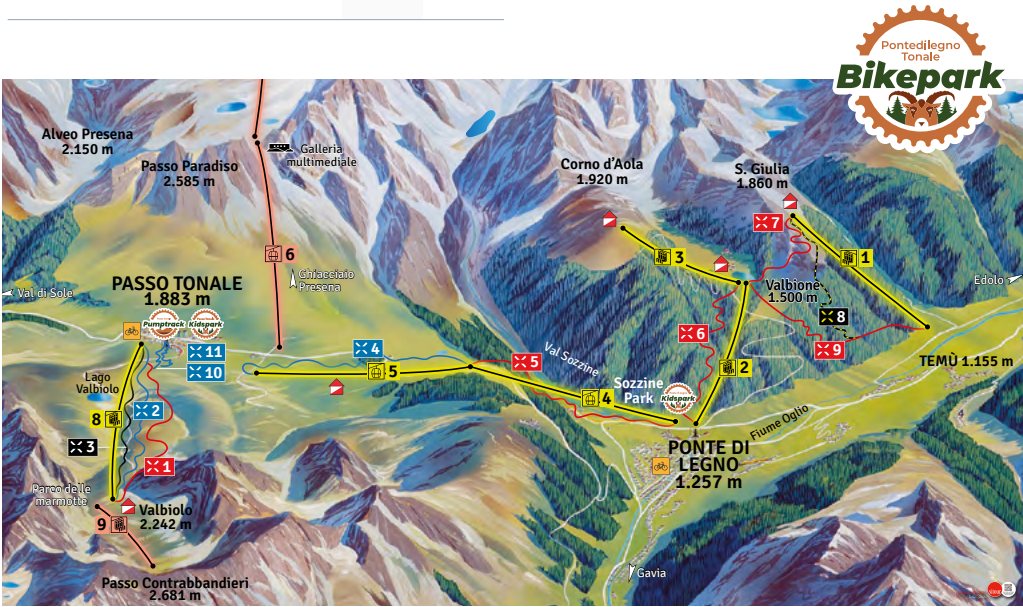 Pontedilegno
Tonale
Bikepark
Alveo Presena
2.150 m
Galleria
multimediale
Passo Paradiso
2.585 m
Corno d'Aola
1.920 m
S. Giulia
1.860 m
7
6
3
1
Ghiacciaio
Presena
Val di Sole
PASSO TONALE
1.883 m
Edolo
Valbione
1.500 m
Pumptrack
Kidspark
8
11
4
6
9
10
5
5
Val Sozzine
TEMÙ 1.155 m
2
Lago
Valbiolo
Sozzine
Park
Kidspark
4
8
2
Fiume Oglio
4
3
1
PONTE DI
LEGNO
1.257 m
Parco delle
marmotte
Valbiolo
2.242 m
9
Gavia
Passo Contrabbandieri
2.681 m